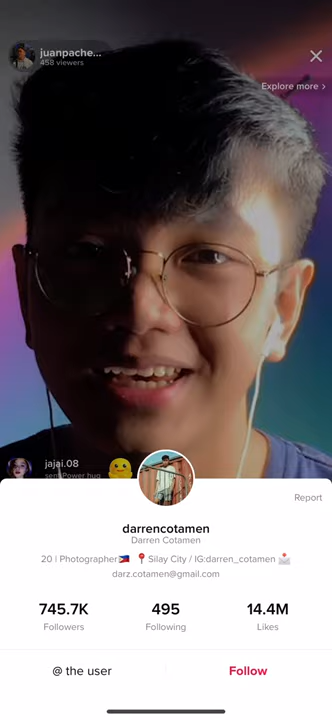 juanpache...
458 viewers
Explore more >
jajai.08
sent Power hug
Report
darrencotamen
Darren Cotamen
20 | Photographer🇵🇭 📍Silay City / IG:darren_cotamen 📩
darz.cotamen@gmail.com
745.7K 495 14.4M
Followers Following Likes
@ the user Follow